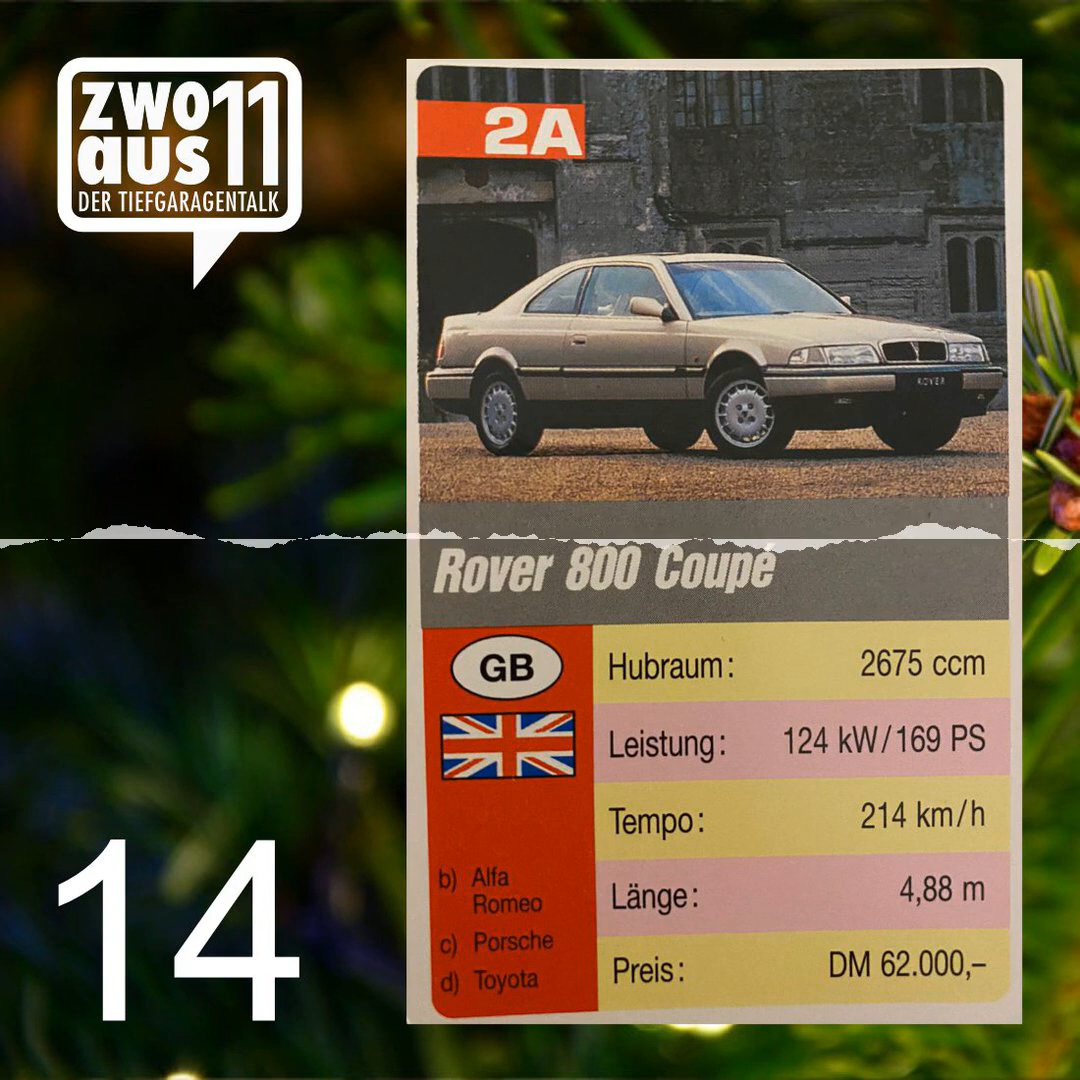 zwo
aus 11
DER TIEFGARAGENTALK
2A
ROVER
Rover 800 Coupé
GB
Hubraum: 2675 ccm
Leistung: 124 kW/169 PS
Tempo: 214 km/h
Länge: 4,88 m
Preis: DM 62.000,–
b) Alfa
Romeo
c) Porsche
d) Toyota
14